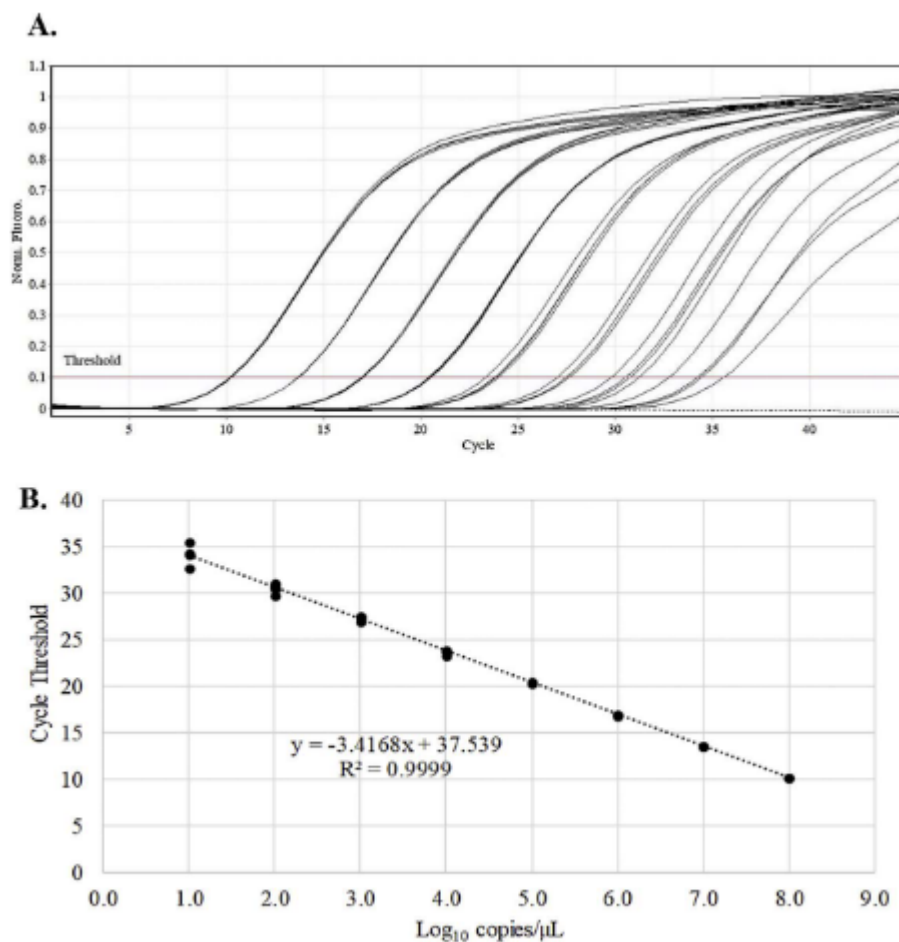 A.
1.1
1
0.9
0.8
0.7
0.6
0.5
0.4
0.3
0.2
0.1
0
Norm. Fluoro.
Threshold
5 10 15 20 25 30 35 40
Cycle
B.
40
35
30
25
20
15
10
5
0
Cycle Threshold
y = -3.4168x + 37.539
R² = 0.9999
0.0 1.0 2.0 3.0 4.0 5.0 6.0 7.0 8.0 9.0
Log₁₀ copies/µL